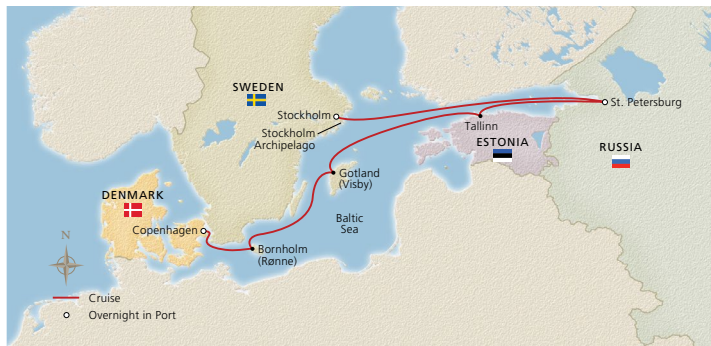 SWEDEN
Stockholm
Stockholm
Archipelago
St. Petersburg
Tallinn
ESTONIA
RUSSIA
Gotland
(Visby)
DENMARK
Copenhagen
Baltic
Sea
Bornholm
(Rønne)
N
Cruise
Overnight in Port